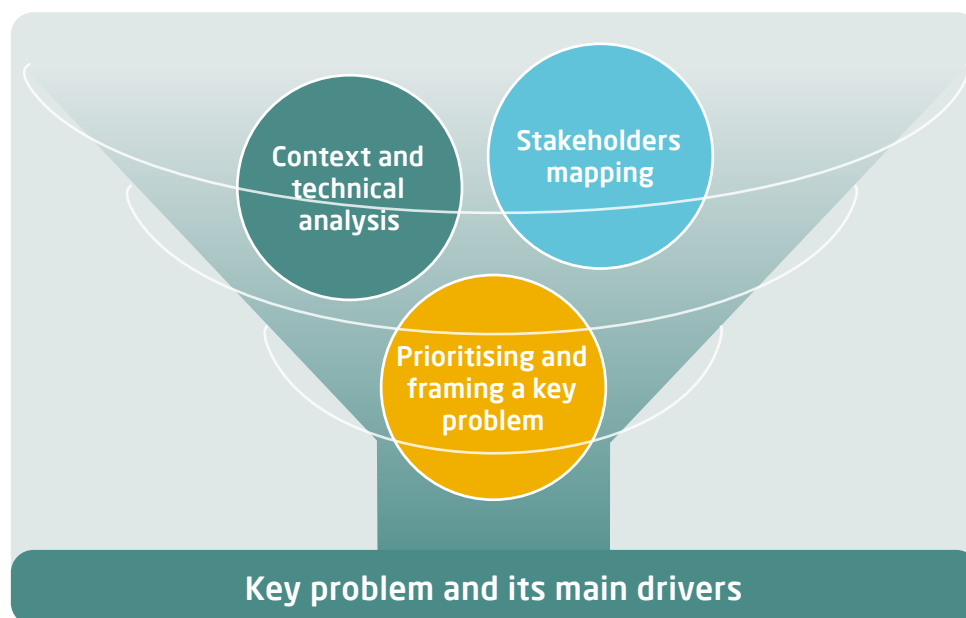 Context and
technical
analysis
Stakeholders
mapping
Prioritising and
framing a key
problem
Key problem and its main drivers